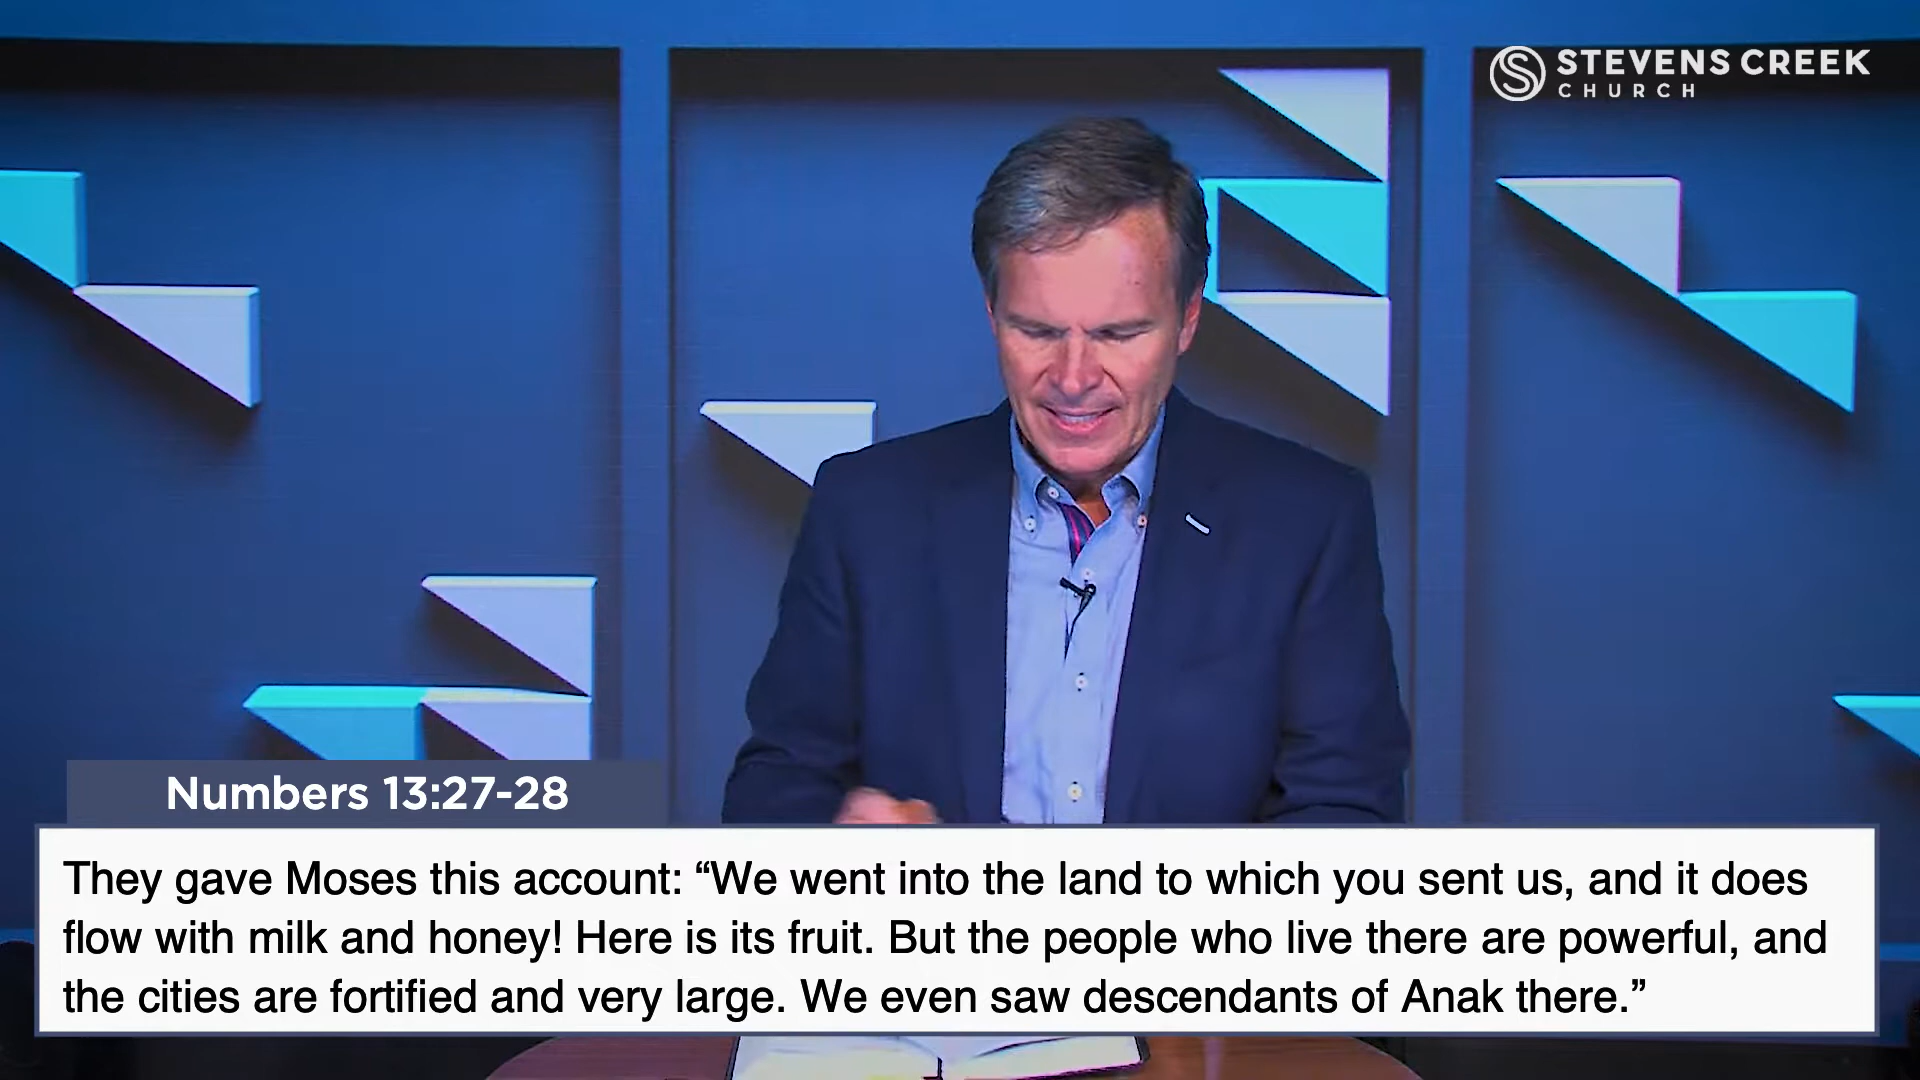 STEVENS CREEK
CHURCH
Numbers 13:27-28
They gave Moses this account: “We went into the land to which you sent us, and it does
flow with milk and honey! Here is its fruit. But the people who live there are powerful, and
the cities are fortified and very large. We even saw descendants of Anak there.”